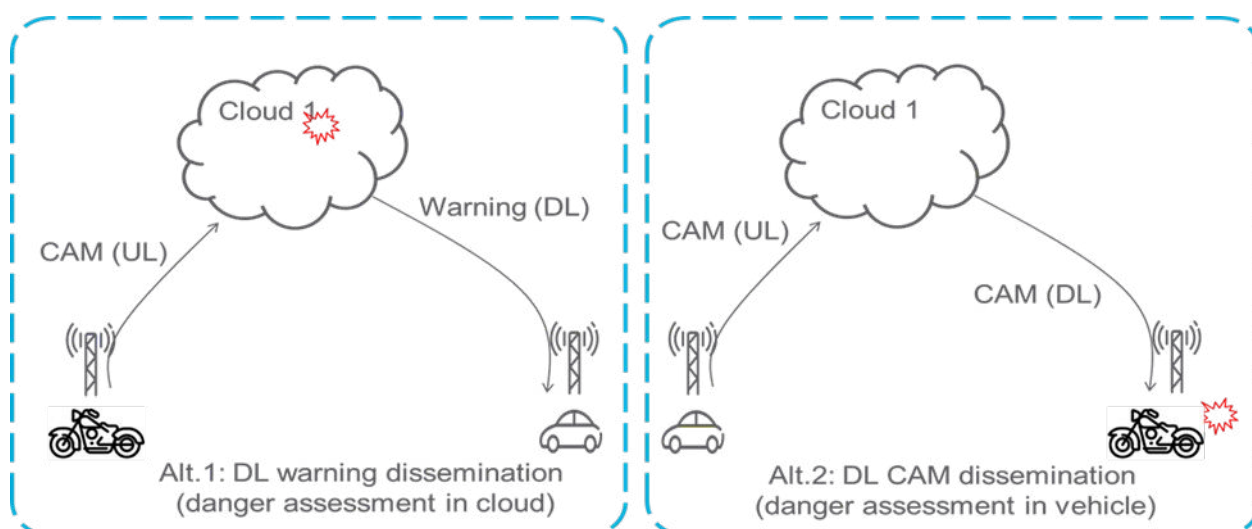 Cloud 1
Warning (DL)
CAM (UL)
Alt.1: DL warning dissemination
(danger assessment in cloud)
Cloud 1
CAM (UL)
CAM (DL)
Alt.2: DL CAM dissemination
(danger assessment in vehicle)